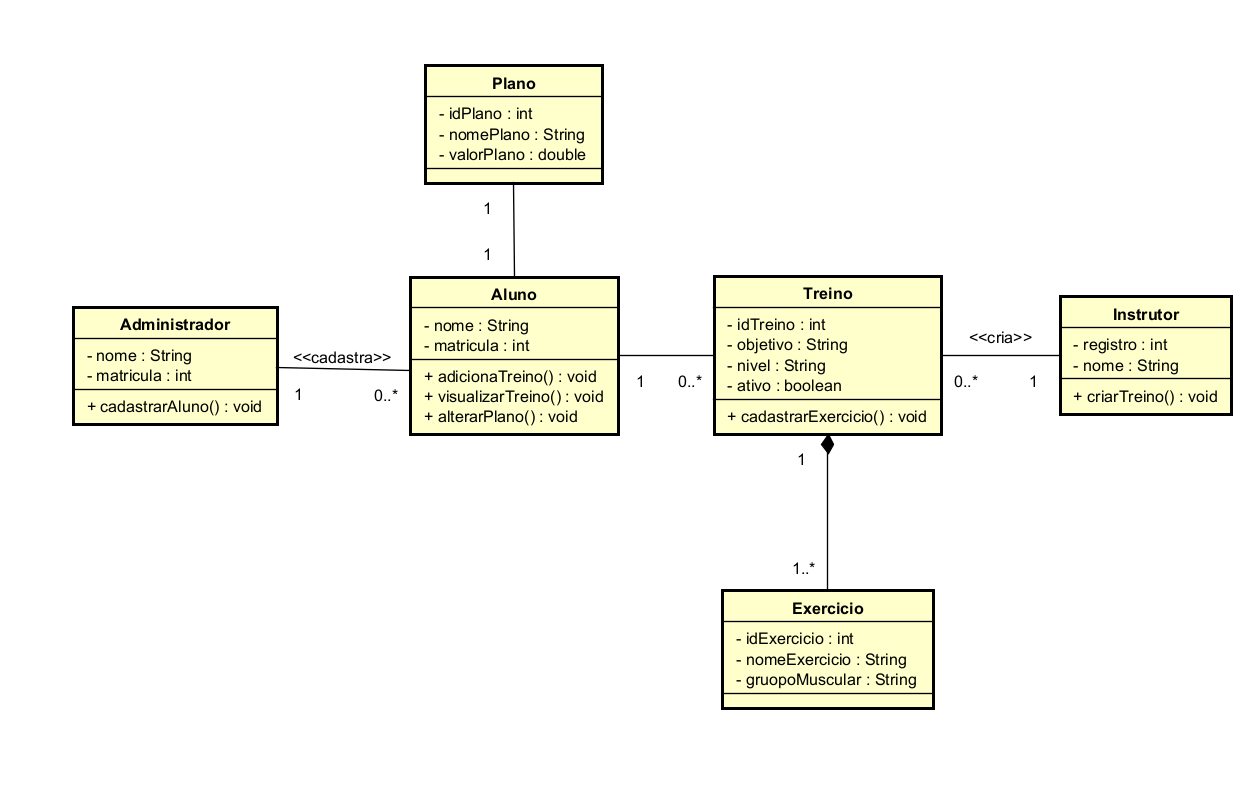 Plano
- idPlano : int
- nomePlano : String
- valorPlano : double
1
1
Administrador
- nome : String
- matricula : int
+ cadastrarAluno() : void
<<cadastra>>
1
0..*
Aluno
- nome : String
- matricula : int
+ adicionaTreino() : void
+ visualizarTreino() : void
+ alterarPlano() : void
1
0..*
Treino
- idTreino : int
- objetivo : String
- nivel : String
- ativo : boolean
+ cadastrarExercicio() : void
<<cria>>
0..*
1
Instrutor
- registro : int
- nome : String
+ criarTreino() : void
1
1..*
Exercicio
- idExercicio : int
- nomeExercicio : String
- gruopoMuscular : String